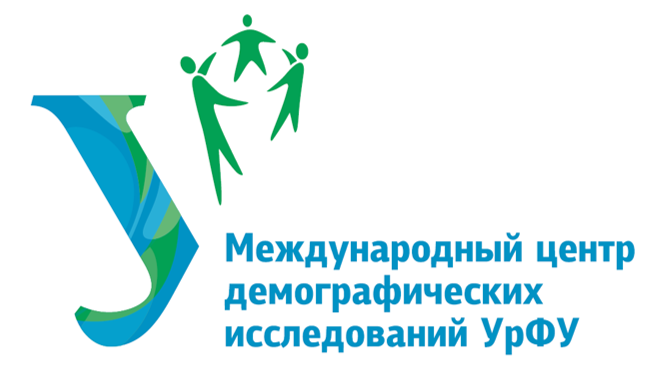 Международный центр
демографических
исследований УрФУ